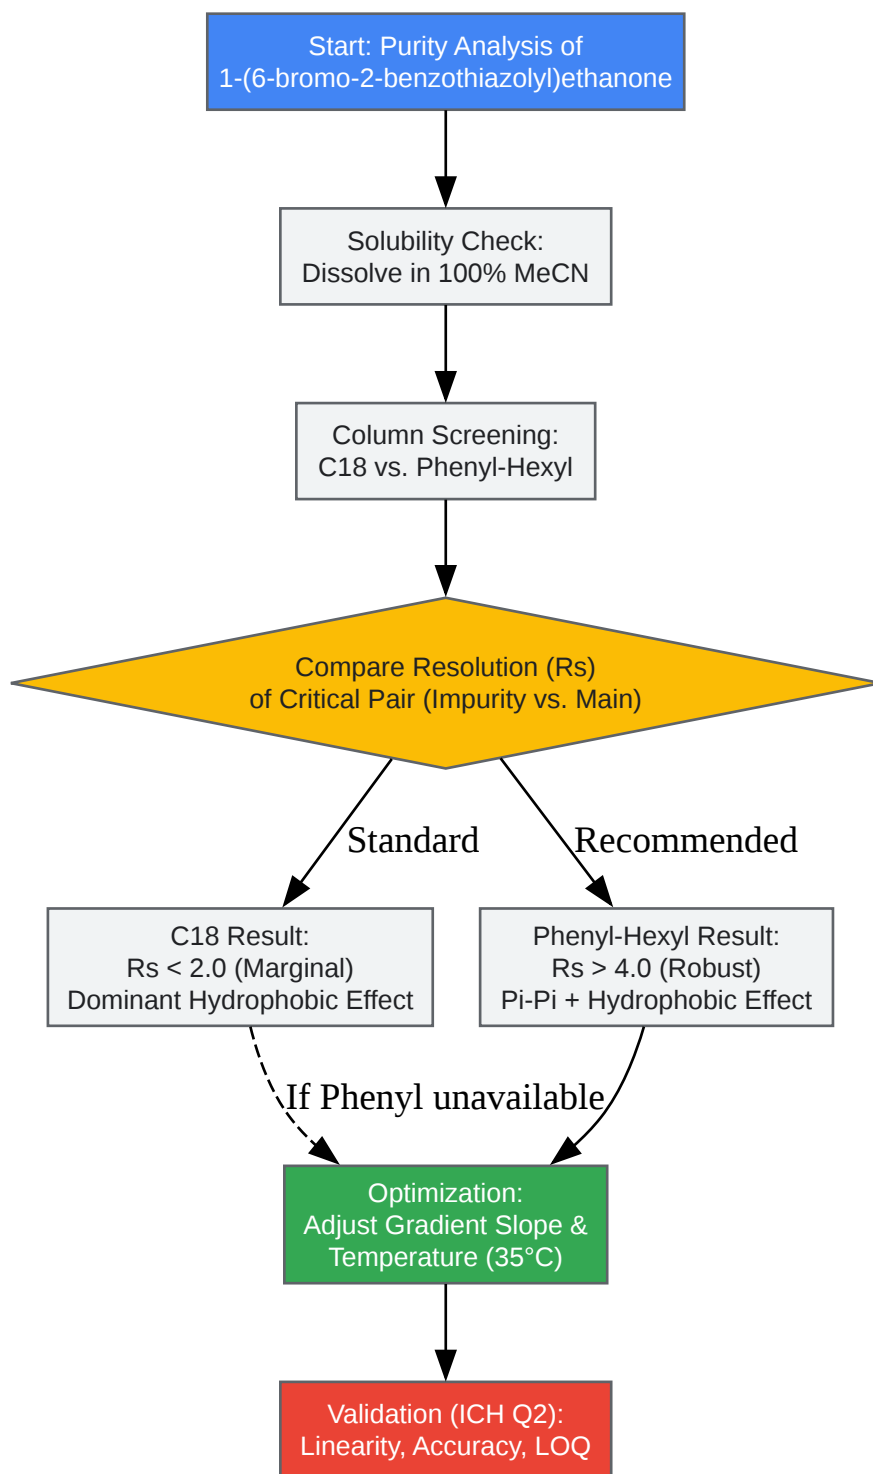 Start: Purity Analysis of
1-(6-bromo-2-benzothiazolyl)ethanone
Solubility Check:
Dissolve in 100% MeCN
Column Screening:
C18 vs. Phenyl-Hexyl
Compare Resolution (Rs)
of Critical Pair (Impurity vs. Main)
Standard
Recommended
C18 Result:
Rs < 2.0 (Marginal)
Dominant Hydrophobic Effect
Phenyl-Hexyl Result:
Rs > 4.0 (Robust)
Pi-Pi + Hydrophobic Effect
If Phenyl unavailable
Optimization:
Adjust Gradient Slope &
Temperature (35°C)
Validation (ICH Q2):
Linearity, Accuracy, LOQ